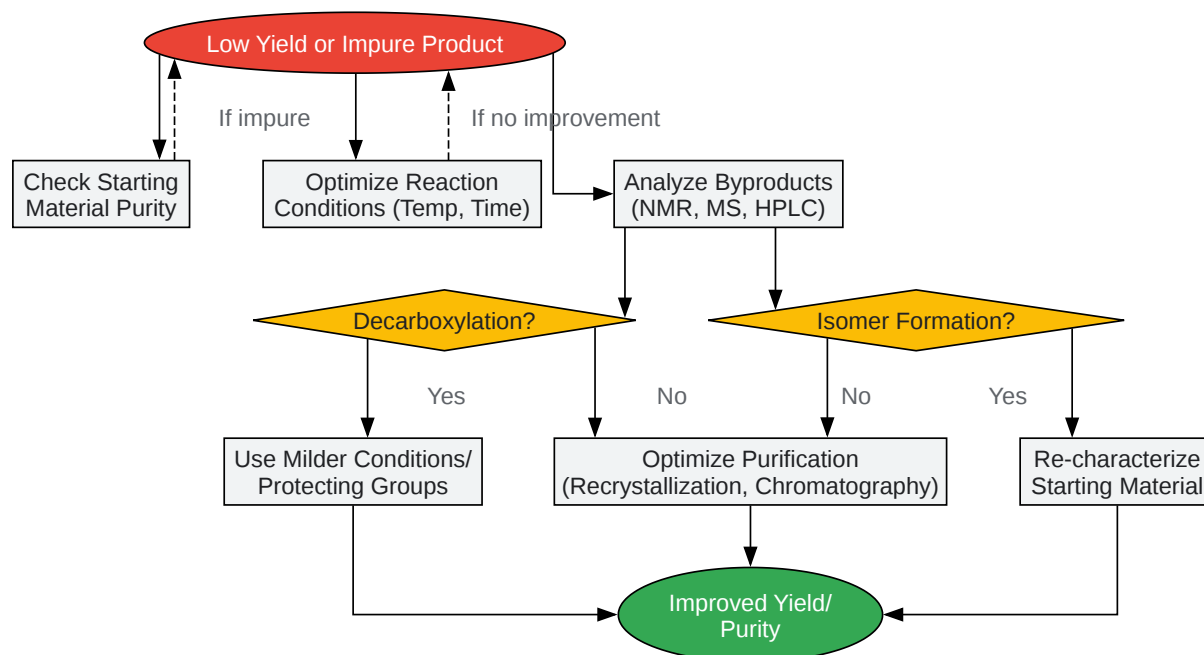 Low Yield or Impure Product
If impure
If no improvement
Check Starting
Material Purity
Optimize Reaction
Conditions (Temp, Time)
Analyze Byproducts
(NMR, MS, HPLC)
Decarboxylation?
Isomer Formation?
Yes
No
No
Yes
Use Milder Conditions/
Protecting Groups
Optimize Purification
(Recrystallization, Chromatography)
Re-characterize
Starting Material
Improved Yield/
Purity